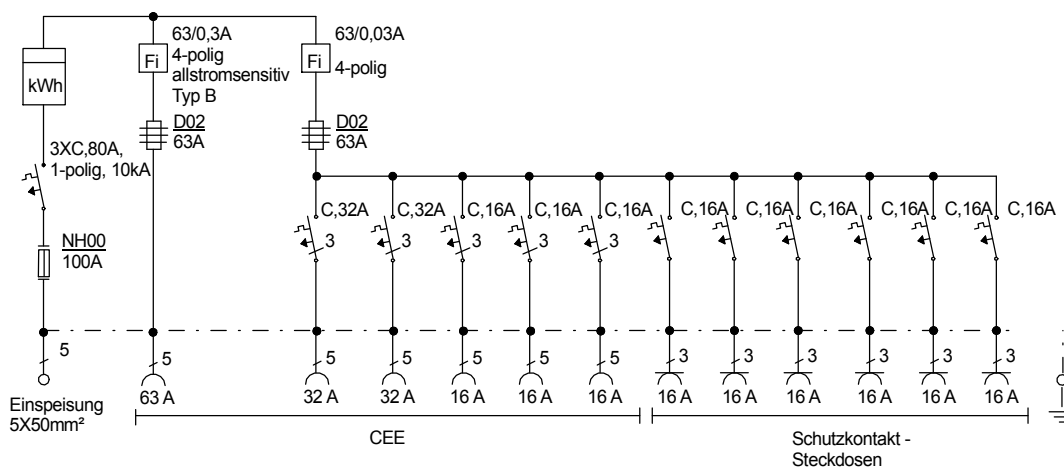 63/0,3A
4-polig
allstromsensitiv
Typ B
63/0,03A
4-polig
Fi
Fi
kWh
D02
63A
D02
63A
3XC,80A,
1-polig, 10kA
NH00
100A
C,32A
C,32A
C,16A
C,16A
C,16A
C,16A
C,16A
C,16A
C,16A
C,16A
C,16A
3
3
3
3
3
5
5
5
5
5
5
5
3
3
3
3
3
3
63 A
32 A
32 A
16 A
16 A
16 A
16 A
16 A
16 A
16 A
16 A
16 A
Einspeisung
5X50mm²
CEE
Schutzkontakt -
Steckdosen